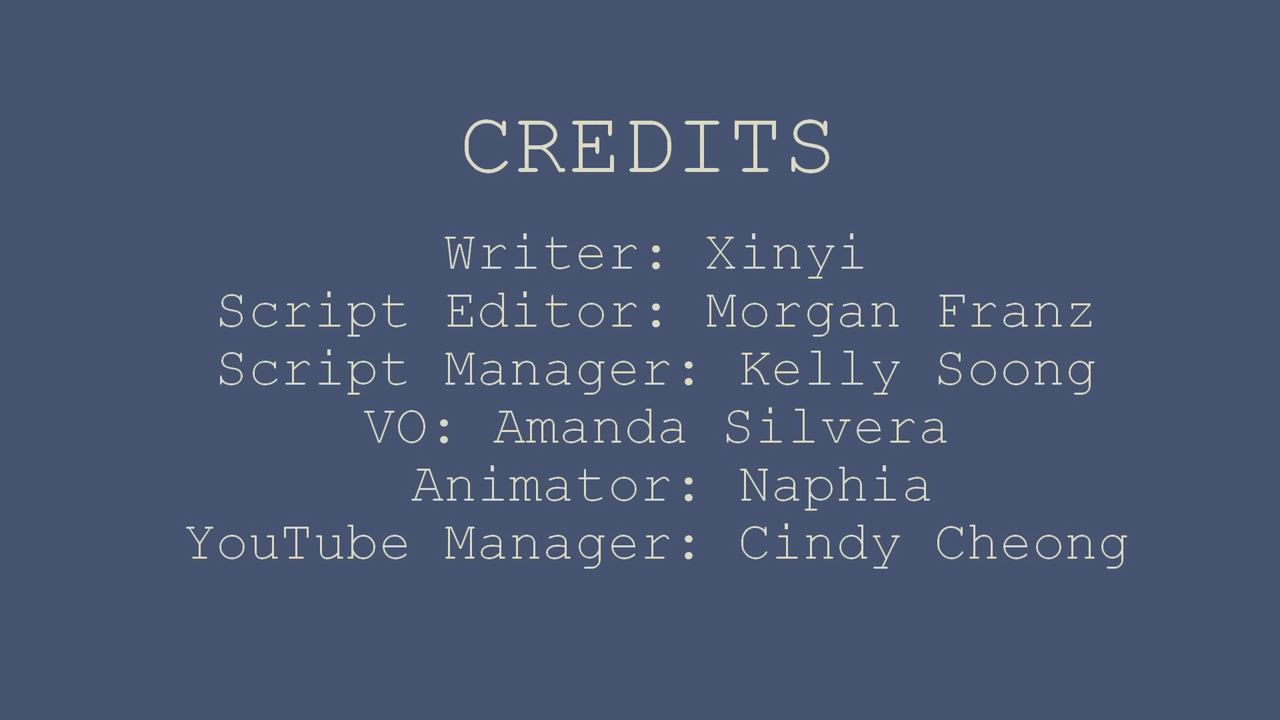 CREDITS
Writer: Xinyi
Script Editor: Morgan Franz
Script Manager: Kelly Soong
VO: Amanda Silvera
Animator: Naphia
YouTube Manager: Cindy Cheong